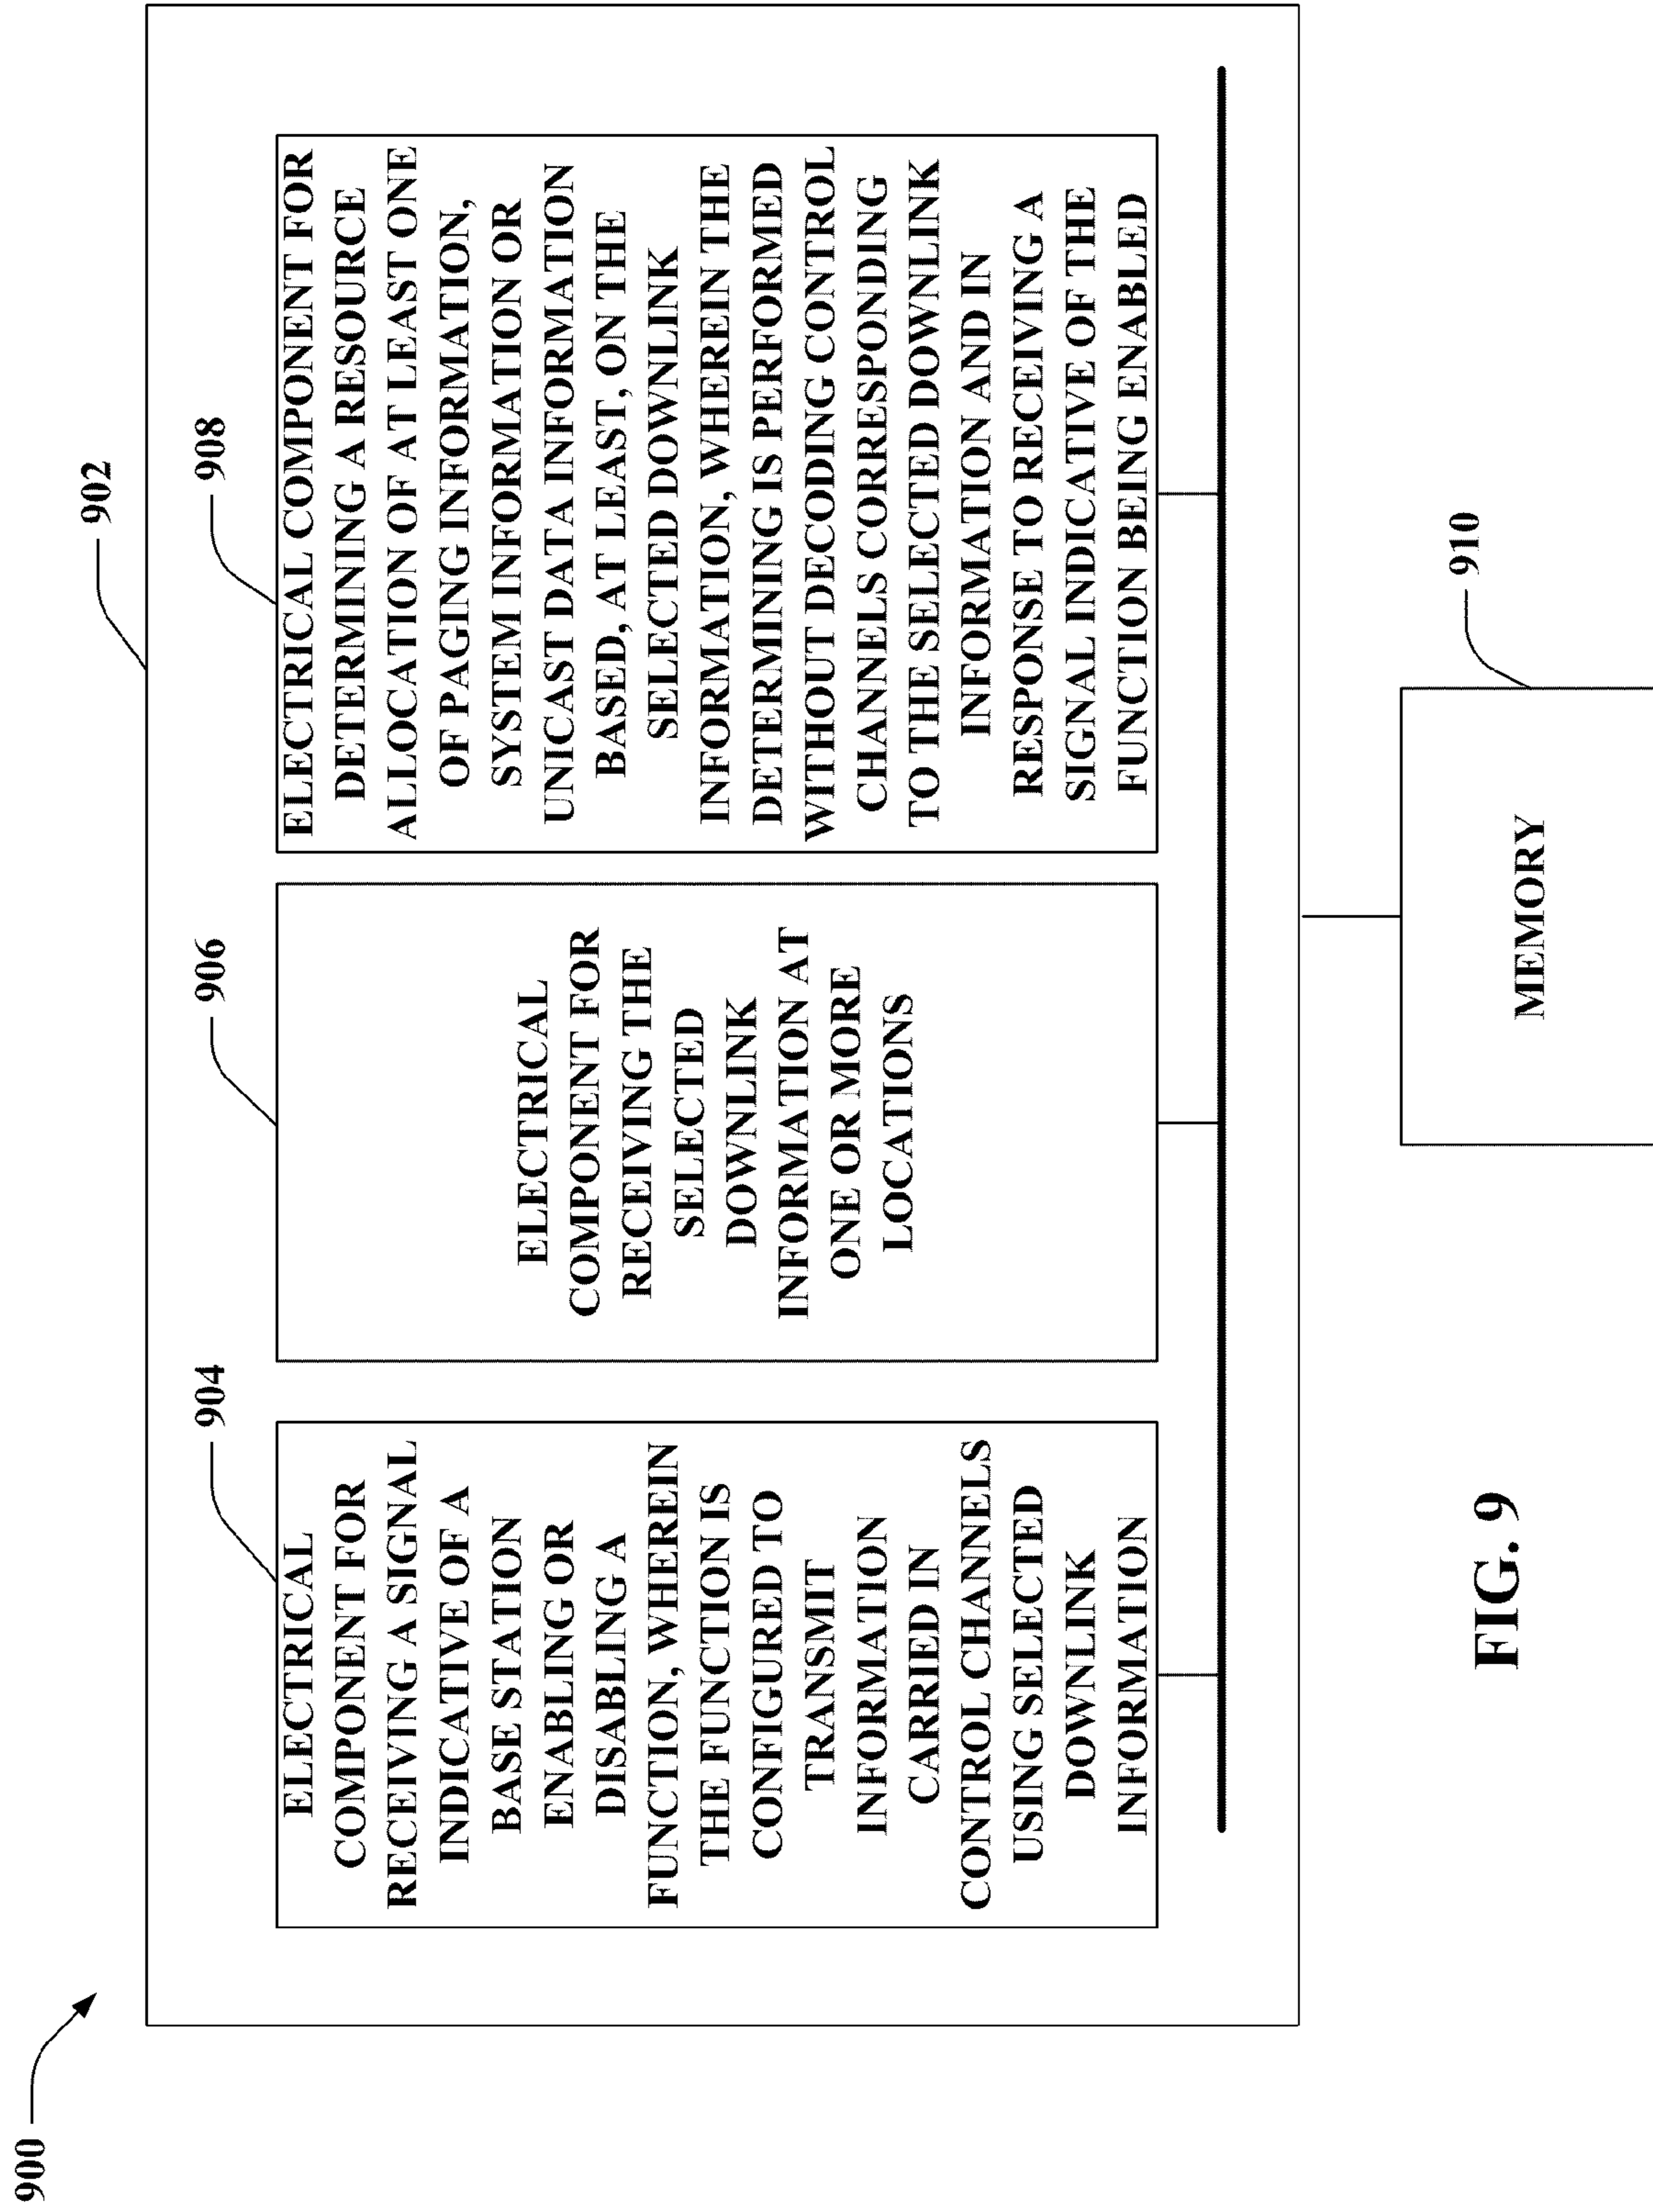 900
902
904
ELECTRICAL
COMPONENT FOR
RECEIVING A SIGNAL
INDICATIVE OF A
BASE STATION
ENABLING OR
DISABLING A
FUNCTION, WHEREIN
THE FUNCTION IS
CONFIGURED TO
TRANSMIT
INFORMATION
CARRIED IN
CONTROL CHANNELS
USING SELECTED
DOWNLINK
INFORMATION
906
ELECTRICAL
COMPONENT FOR
RECEIVING THE
SELECTED
DOWNLINK
INFORMATION AT
ONE OR MORE
LOCATIONS
908
ELECTRICAL COMPONENT FOR
DETERMINING A RESOURCE
ALLOCATION OF AT LEAST ONE
OF PAGING INFORMATION,
SYSTEM INFORMATION OR
UNICAST DATA INFORMATION
BASED, AT LEAST, ON THE
SELECTED DOWNLINK
INFORMATION, WHEREIN THE
DETERMINING IS PERFORMED
WITHOUT DECODING CONTROL
CHANNELS CORRESPONDING
TO THE SELECTED DOWNLINK
INFORMATION AND IN
RESPONSE TO RECEIVING A
SIGNAL INDICATIVE OF THE
FUNCTION BEING ENABLED
910
MEMORY
FIG. 9